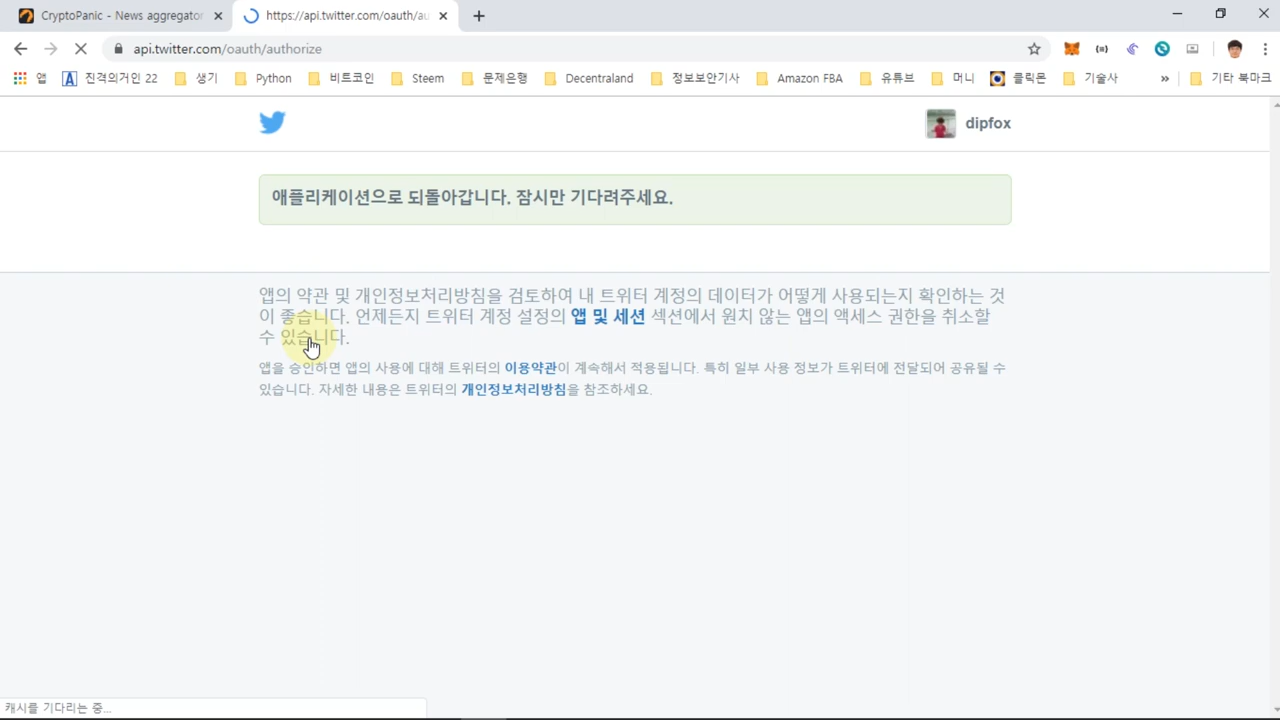 CryptoPanic - News aggregator
https://api.twitter.com/oauth/au
api.twitter.com/oauth/authorize
앱
진격의거인 22
생기
Python
비트코인
Steem
문제은행
Decentraland
정보보안기사
Amazon FBA
유튜브
머니
클릭몬
기술사
»
기타 북마크
dipfox
애플리케이션으로 되돌아갑니다. 잠시만 기다려주세요.
앱의 약관 및 개인정보처리방침을 검토하여 내 트위터 계정의 데이터가 어떻게 사용되는지 확인하는 것
이 좋습니다. 언제든지 트위터 계정 설정의 앱 및 세션 섹션에서 원치 않는 앱의 액세스 권한을 취소할
수 있습니다.
앱을 승인하면 앱의 사용에 대해 트위터의 이용약관이 계속해서 적용됩니다. 특히 일부 사용 정보가 트위터에 전달되어 공유될 수
있습니다. 자세한 내용은 트위터의 개인정보처리방침을 참조하세요.
캐시를 기다리는 중...